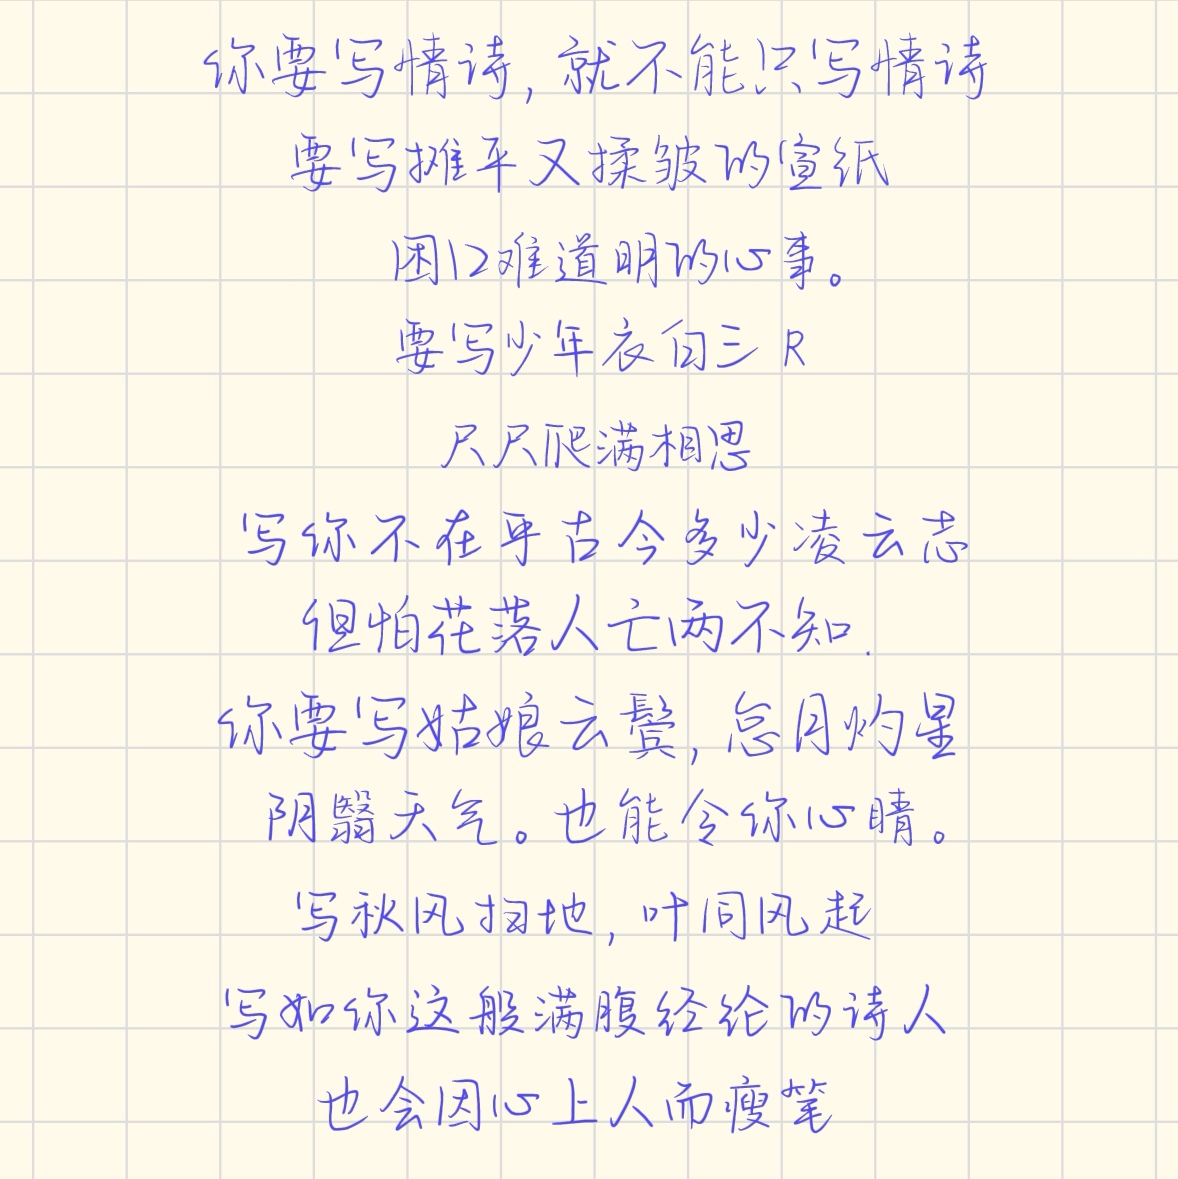 你要写情诗，就不能只写情诗
要写摊平又揉皱的宣纸
困口难道明的心事。
要写少年衣白三尺
尺尺爬满相思
写你不在乎古今多少凌云志
但怕花落人亡两不知.
你要写姑娘云鬓，总月灼星
阴翳天气。也能令你心晴。
写秋风扫地，叶间风起
写如你这般满腹经纶的诗人
也会因心上人而瘦笔